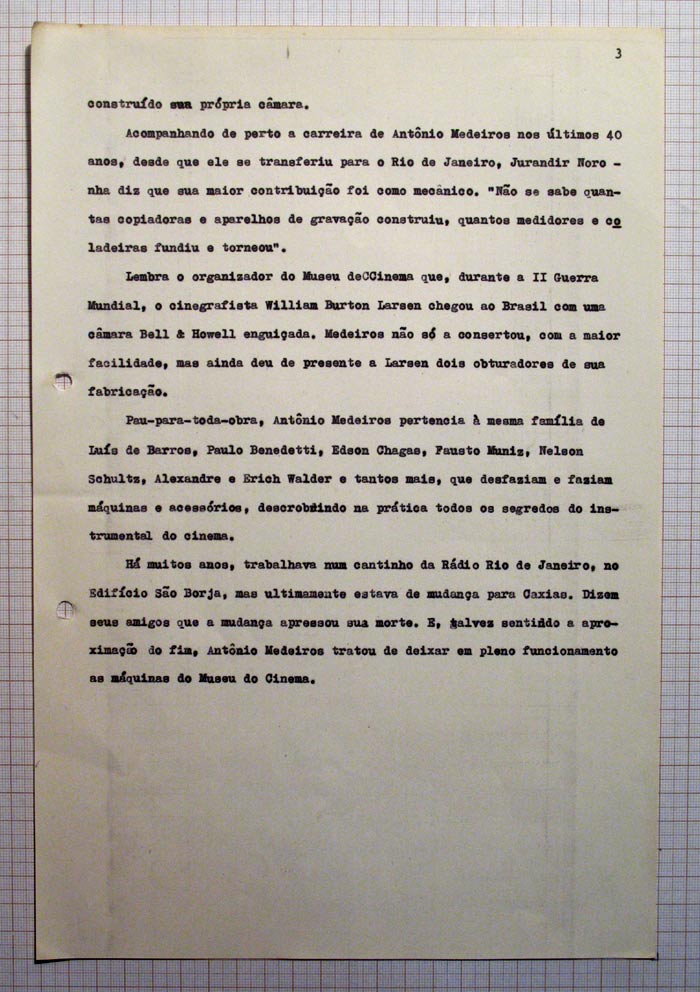 3
construído sua própria câmara.
Acompanhando de perto a carreira de Antônio Medeiros nos últimos 40
anos, desde que ele se transferiu para o Rio de Janeiro, Jurandir Noro -
nha diz que sua maior contribuição foi como mecânico. "Não se sabe quan-
tas copiadoras e aparelhos de gravação construiu, quantos medidores e co
ladeiras fundiu e torneou".
Lembra o organizador do Museu deCCinema que, durante a II Guerra
Mundial, o cinegrafista William Burton Larsen chegou ao Brasil com uma
câmara Bell & Howell enguiçada. Medeiros não só a consertou, com a maior
facilidade, mas ainda deu de presente a Larsen dois obturadores de sua
fabricação.
Pau-para-toda-obra, Antônio Medeiros pertencia à mesma família de
Luís de Barros, Paulo Benedetti, Edson Chagas, Fausto Muniz, Nelson
Schultz, Alexandre e Erich Walder e tantos mais, que desfaziam e faziam
máquinas e acessórios, descrobrindo na prática todos os segredos do ins-
trumental do cinema.
Há muitos anos, trabalhava num cantinho da Rádio Rio de Janeiro, no
Edifício São Borja, mas ultimamente estava de mudança para Caxias. Dizem
seus amigos que a mudança apressou sua morte. E, talvez sentindo a apro-
ximação do fim, Antônio Medeiros tratou de deixar em pleno funcionamento
as máquinas do Museu do Cinema.